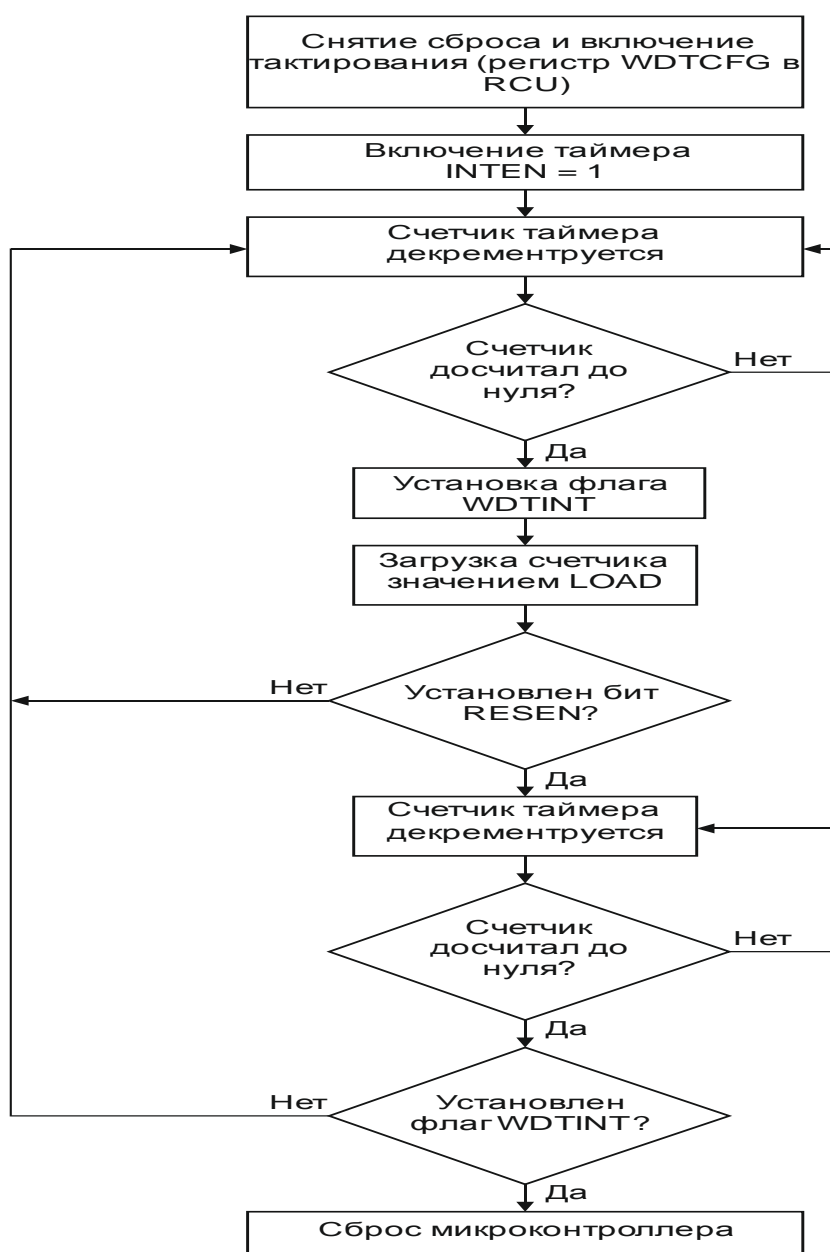 Снятие сброса и включение
тактирования (регистр WDTCFG в
RCU)
Включение таймера
INTEN = 1
Счетчик таймера
декрементруется
Счетчик
досчитал до
нуля?
Нет
Да
Установка флага
WDTINT
Загрузка счетчика
значением LOAD
Нет
Установлен бит
RESEN?
Да
Счетчик таймера
декрементруется
Счетчик
досчитал до
нуля?
Нет
Да
Нет
Установлен
флаг WDTINT?
Да
Сброс микроконтроллера